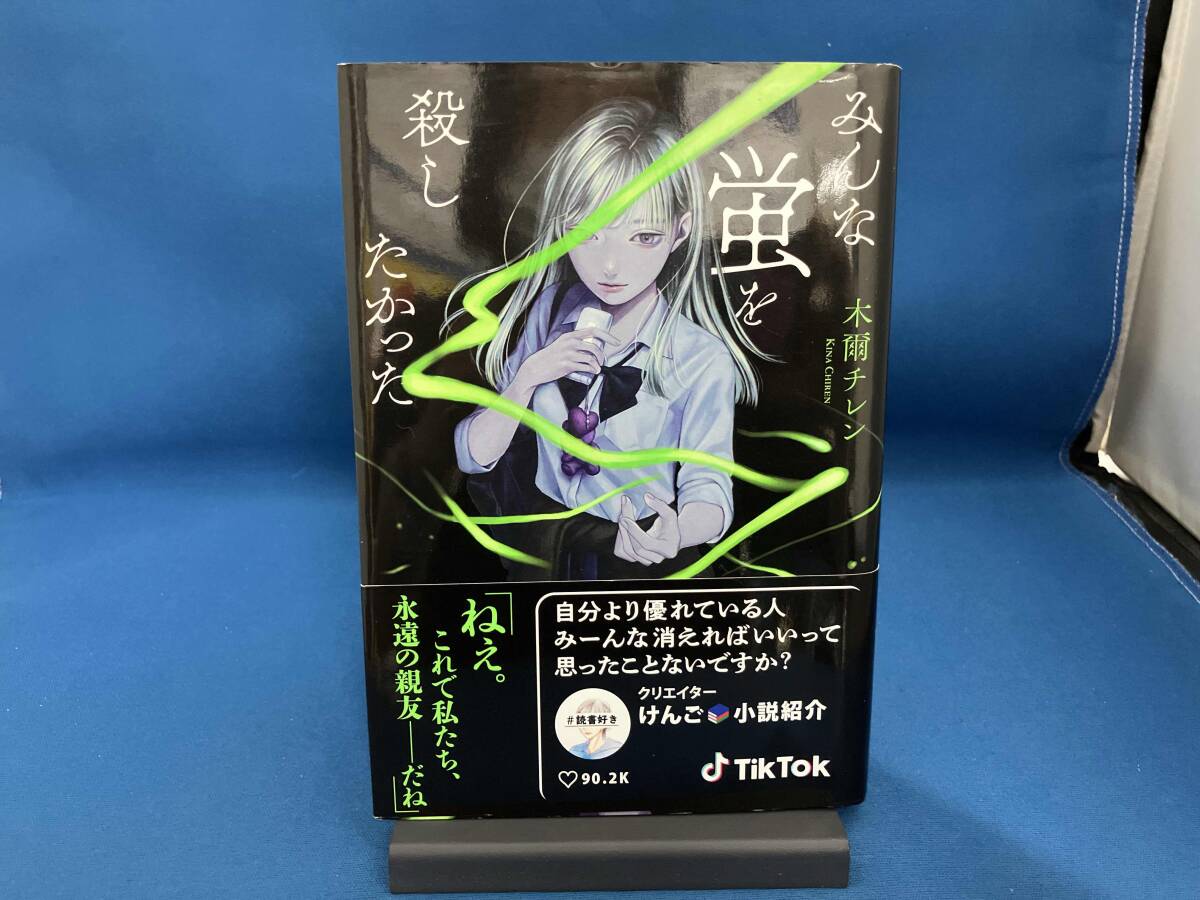 みんな
蛍を
殺し
たかった
木爾チレン
KINA CHIREN
「ねえ。
これで私たち、
永遠の親友――だね」
自分より優れている人
みーんな消えればいいって
思ったことないですか？
#読書好き
クリエイター
けんご📚小説紹介
♡90.2K
TikTok